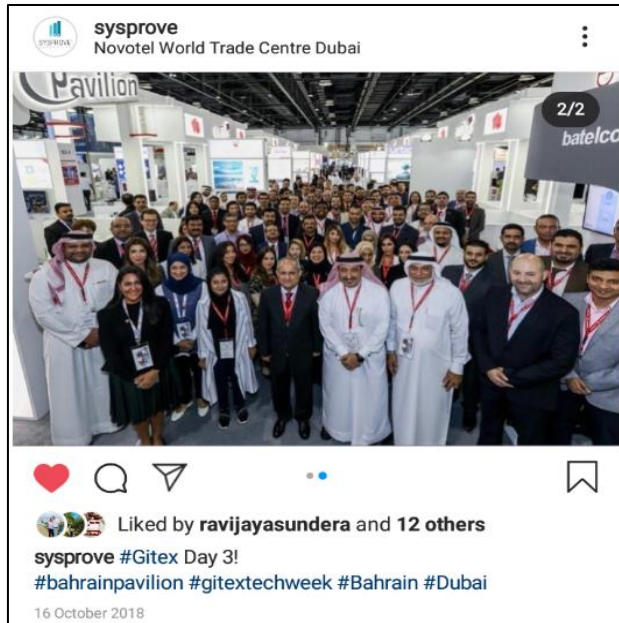 SYSPROVE
sysprove
Novotel World Trade Centre Dubai
Pavilion
2/2
batelco
Liked by ravijayasundera and 12 others
sysprove #Gitex Day 3!
#bahrainpavilion #gitextechweek #Bahrain #Dubai
16 October 2018